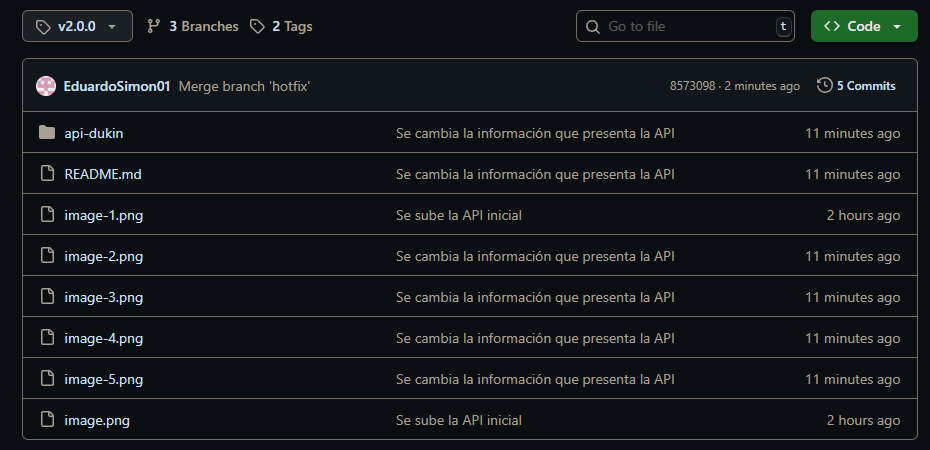 v2.0.0 3 Branches 2 Tags Go to file t Code
EduardoSimon01 Merge branch 'hotfix' 8573098 · 2 minutes ago 5 Commits
api-dukin Se cambia la información que presenta la API 11 minutes ago
README.md Se cambia la información que presenta la API 11 minutes ago
image-1.png Se sube la API inicial 2 hours ago
image-2.png Se cambia la información que presenta la API 11 minutes ago
image-3.png Se cambia la información que presenta la API 11 minutes ago
image-4.png Se cambia la información que presenta la API 11 minutes ago
image-5.png Se cambia la información que presenta la API 11 minutes ago
image.png Se sube la API inicial 2 hours ago